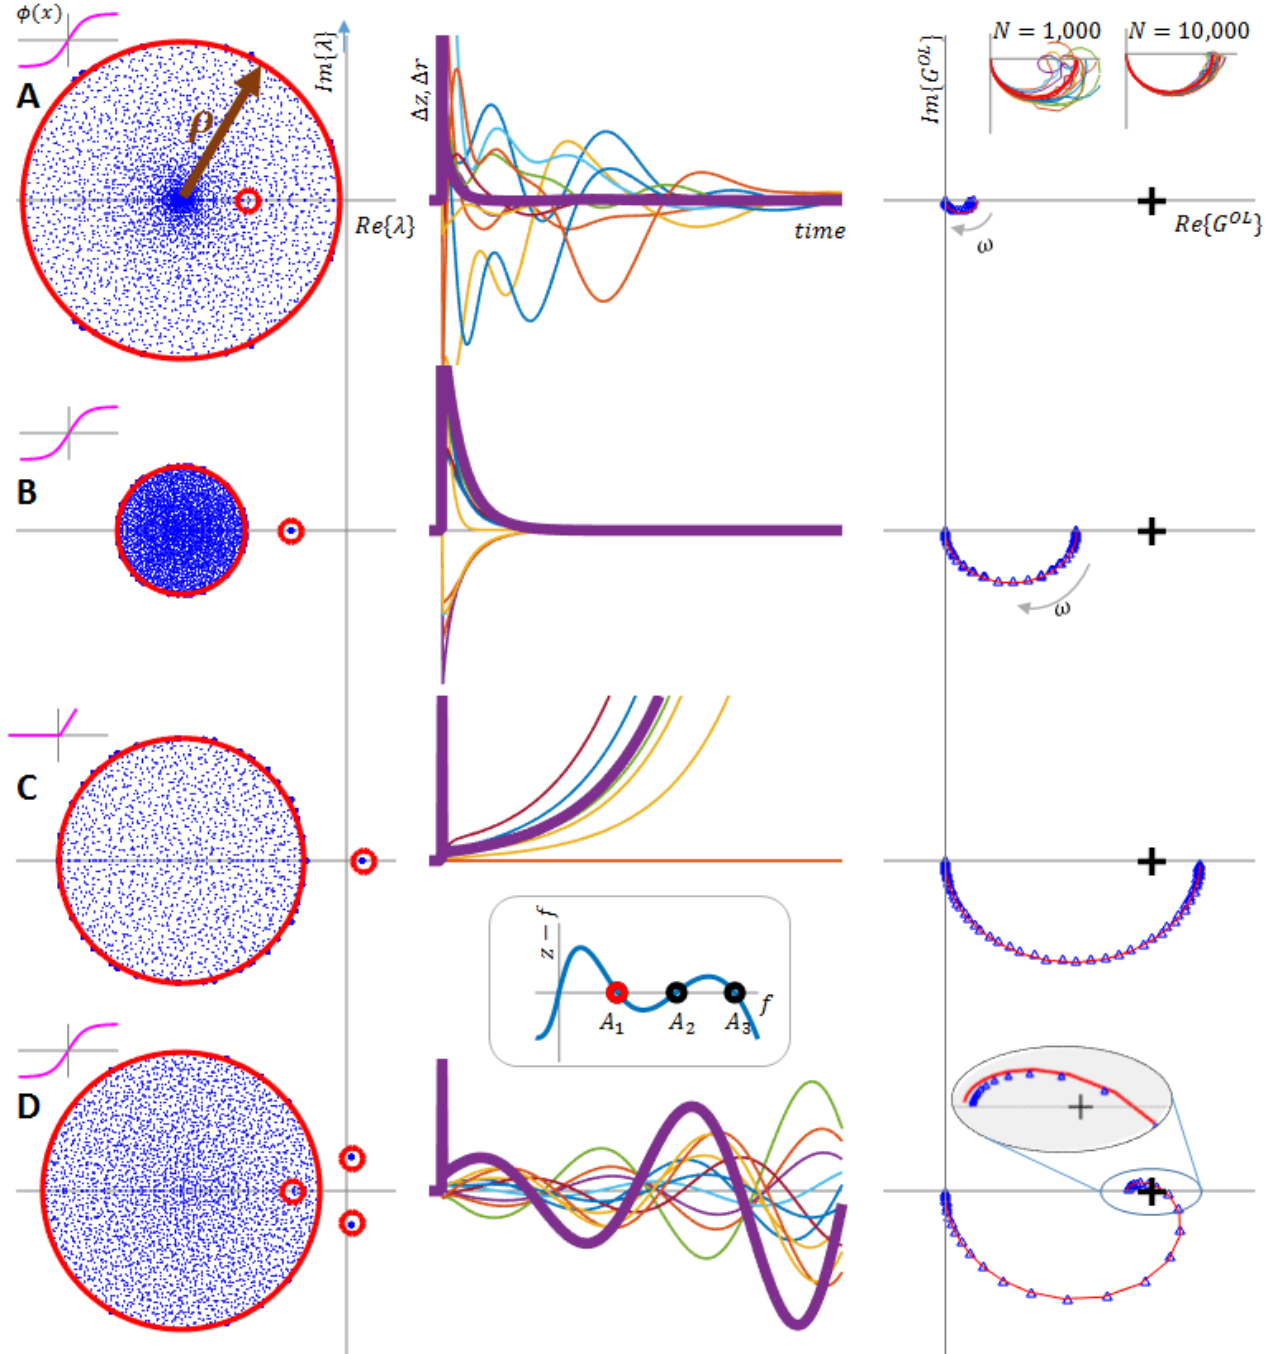 ϕ(x)
A
ρ
Im{λ}
Re{λ}
Δz, Δr
time
Im{G^{OL}}
N = 1,000
N = 10,000
Re{G^{OL}}
ω
B
ω
C
z − f
f
A₁
A₂
A₃
D